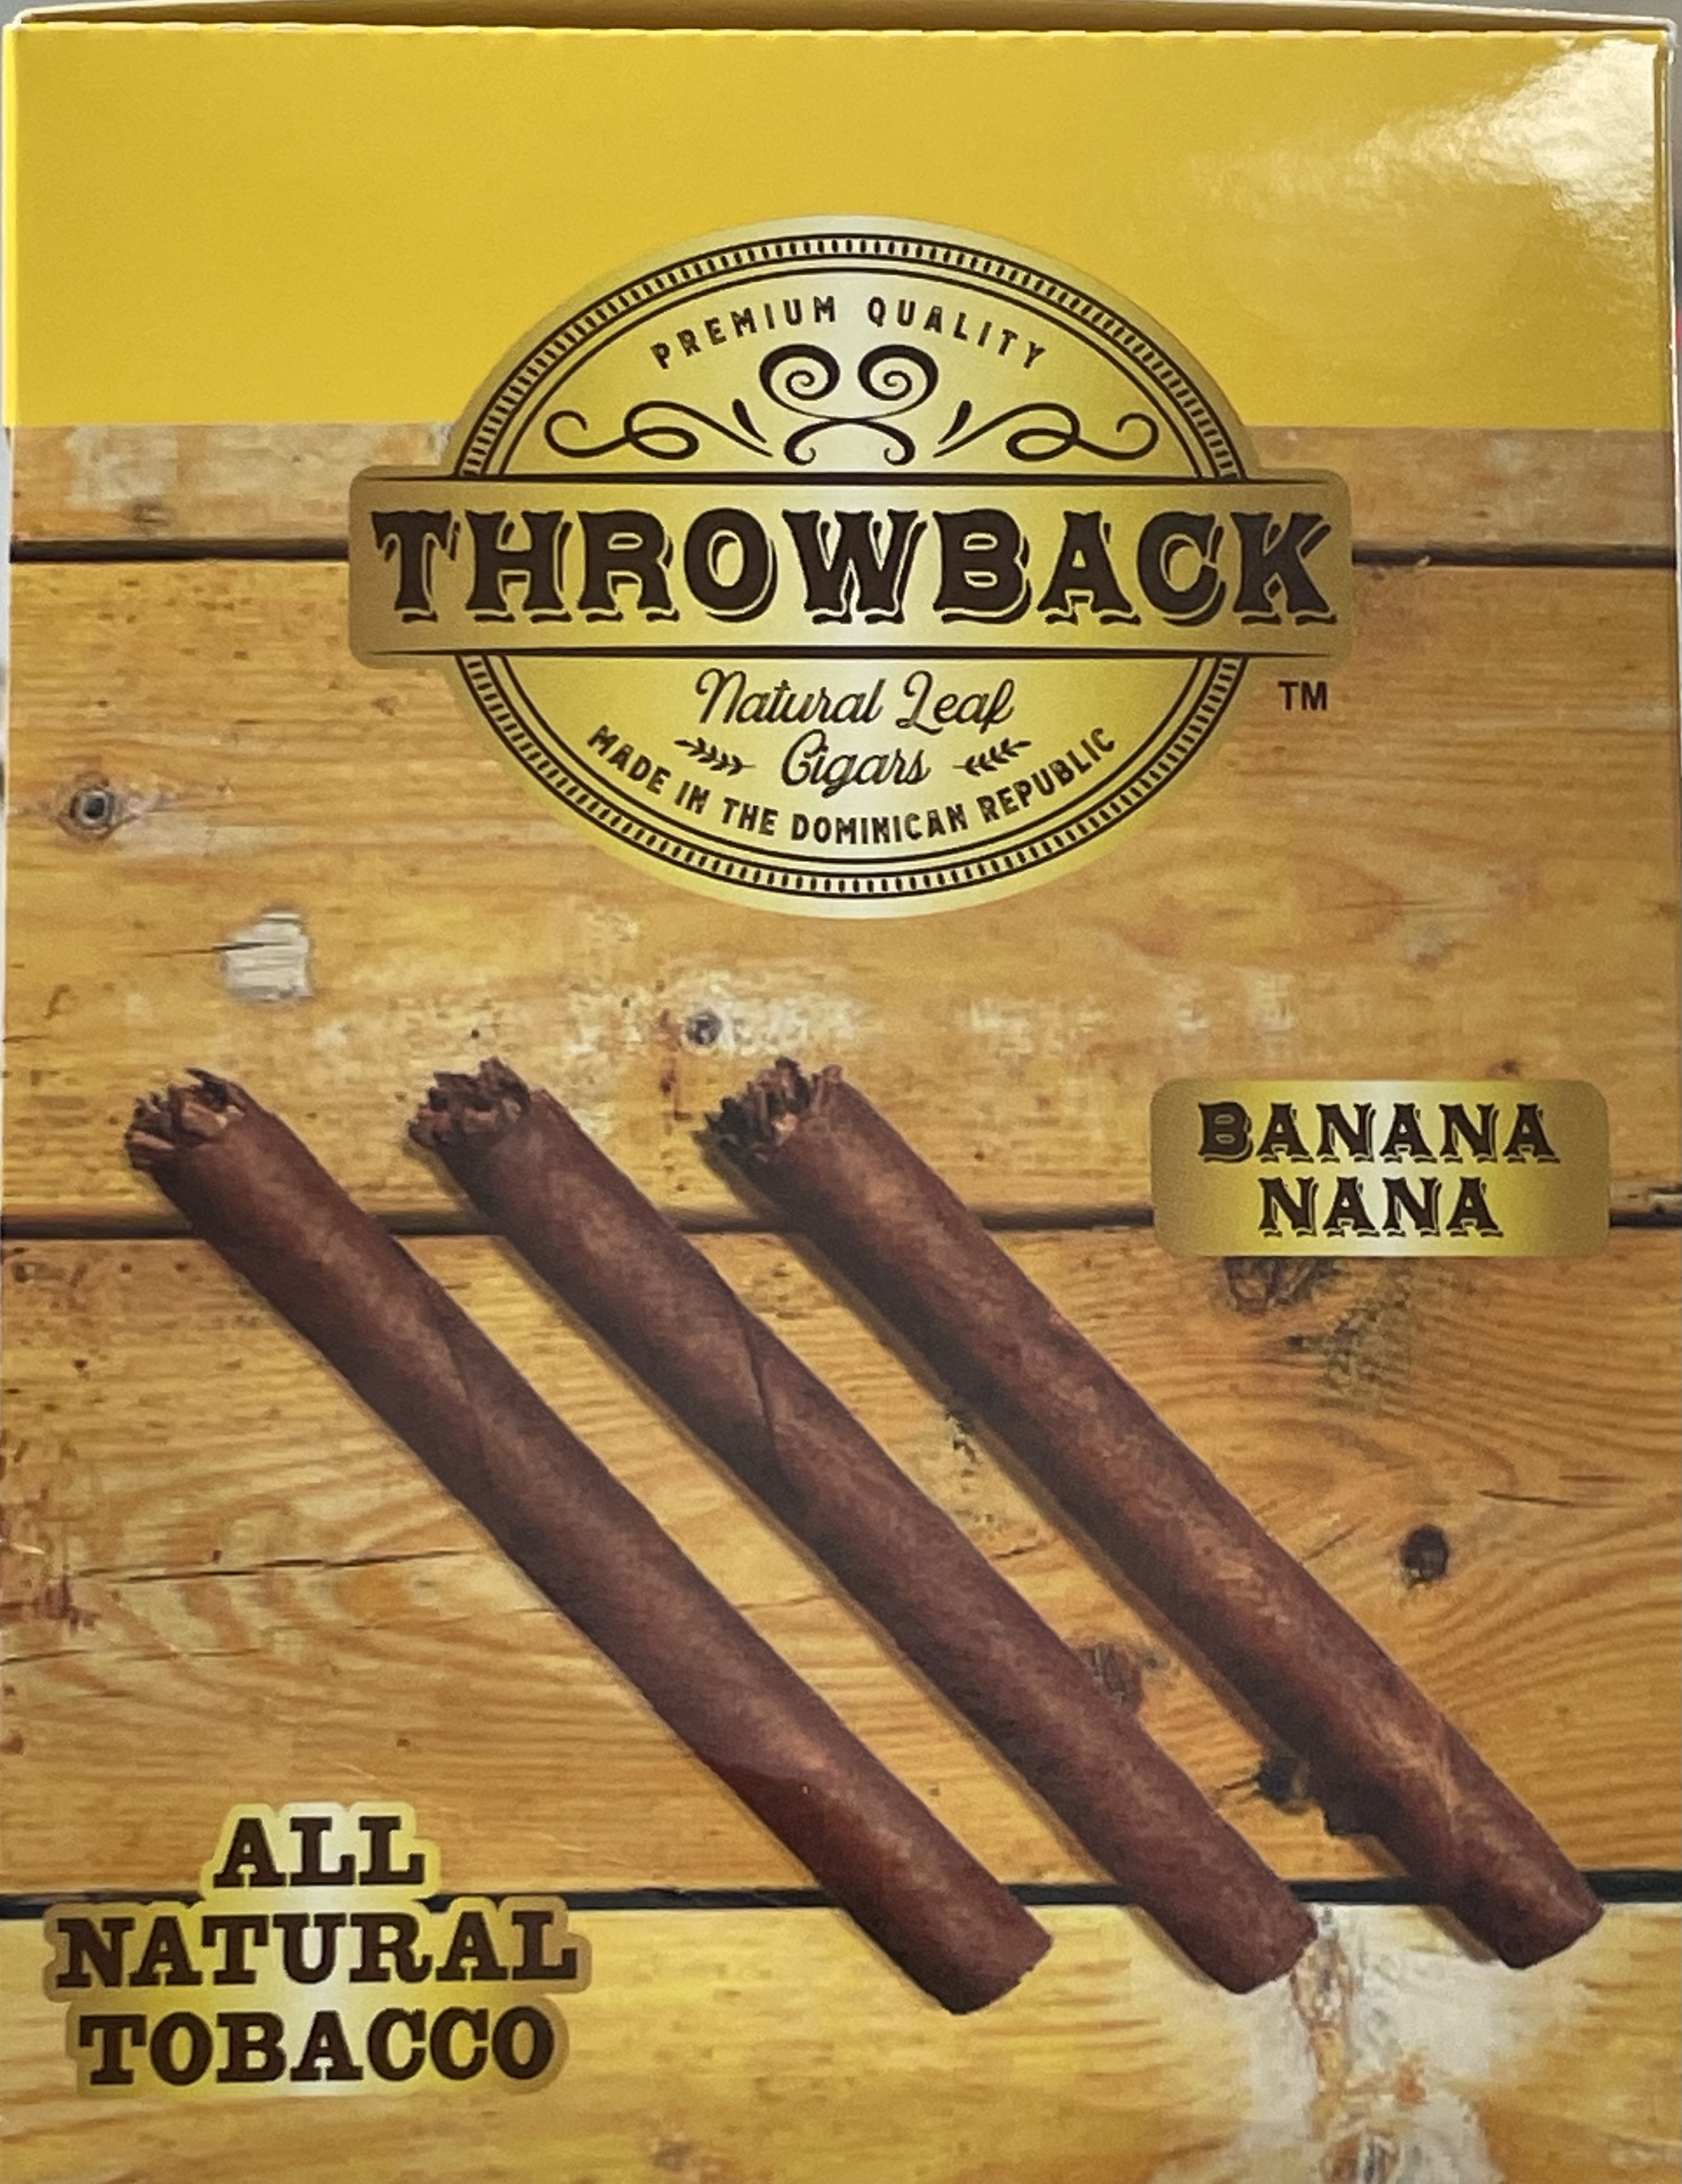 PREMIUM QUALITY
THROWBACK
TM
Natural Leaf
Cigars
MADE IN THE DOMINICAN REPUBLIC
BANANA
NANA
ALL
NATURAL
TOBACCO